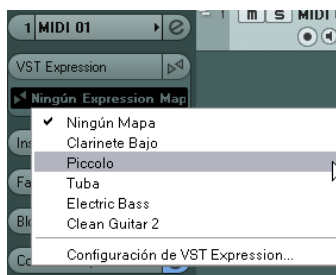 1 MIDI 01
1 m S MIDI
VST Expression
Ningún Expression Map
Ningún Mapa
Clarinete Bajo
Piccolo
Tuba
Electric Bass
Clean Guitar 2
Configuración de VST Expression...